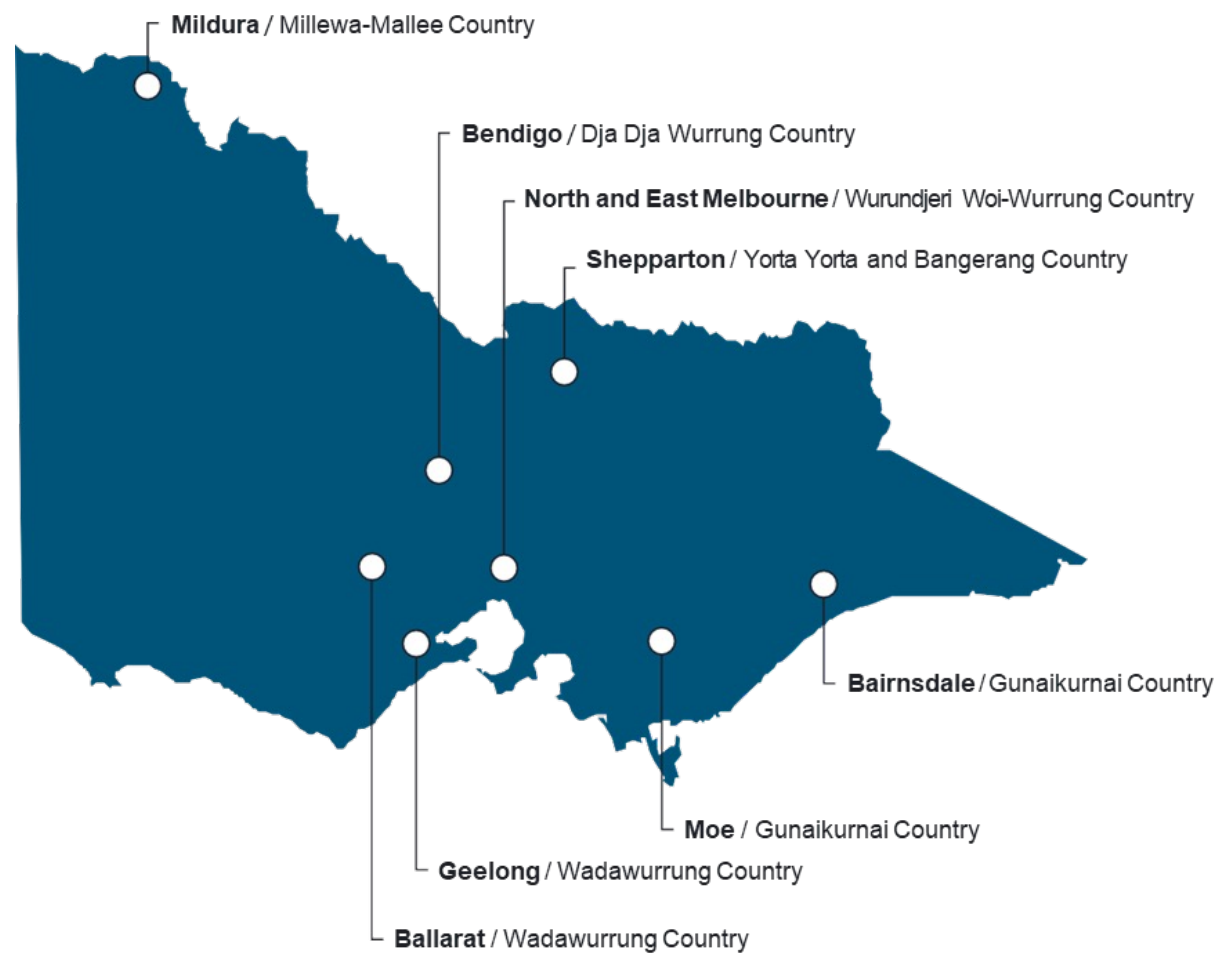 Mildura / Millewa-Mallee Country
Bendigo / Dja Dja Wurrung Country
North and East Melbourne / Wurundjeri Woi-Wurrung Country
Shepparton / Yorta Yorta and Bangerang Country
Bairnsdale / Gunaikurnai Country
Moe / Gunaikurnai Country
Geelong / Wadawurrung Country
Ballarat / Wadawurrung Country